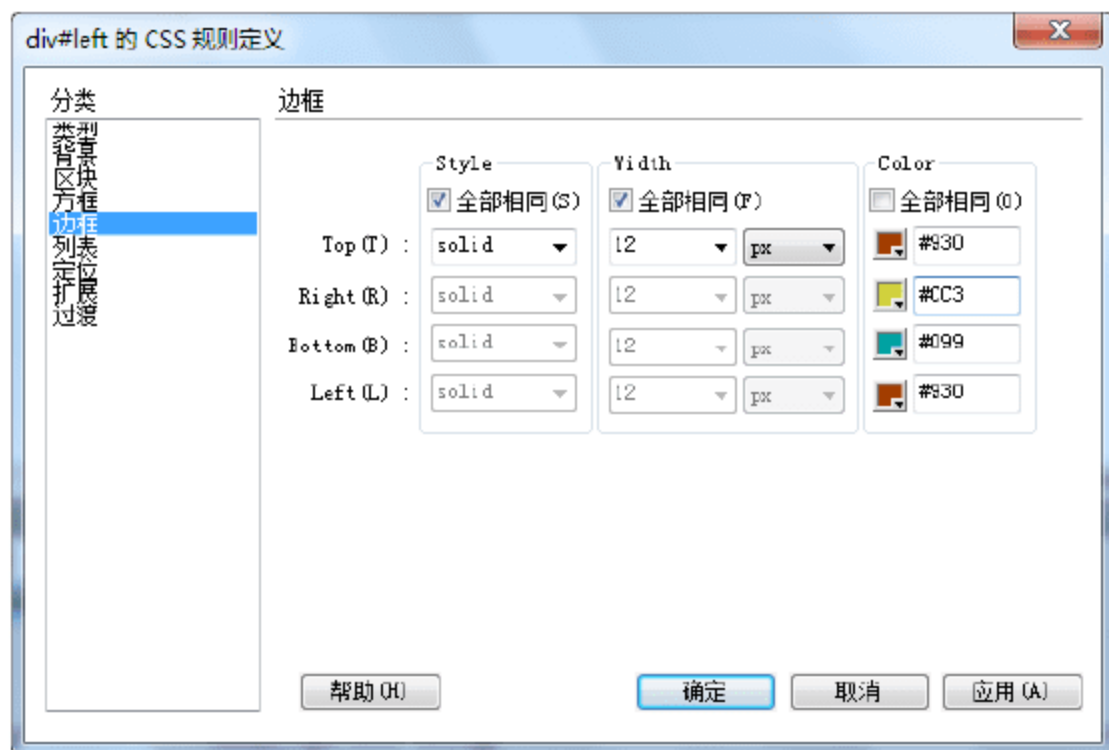 div#left 的 CSS 规则定义
分类
类型
背景
区块
方框
边框
列表
定位
扩展
过渡
边框
Style Width Color
全部相同(S) 全部相同(F) 全部相同(O)
Top(T) : solid 12 px #930
Right(R) : solid 12 px #CC3
Bottom(B) : solid 12 px #099
Left(L) : solid 12 px #930
帮助(H) 确定 取消 应用(A)